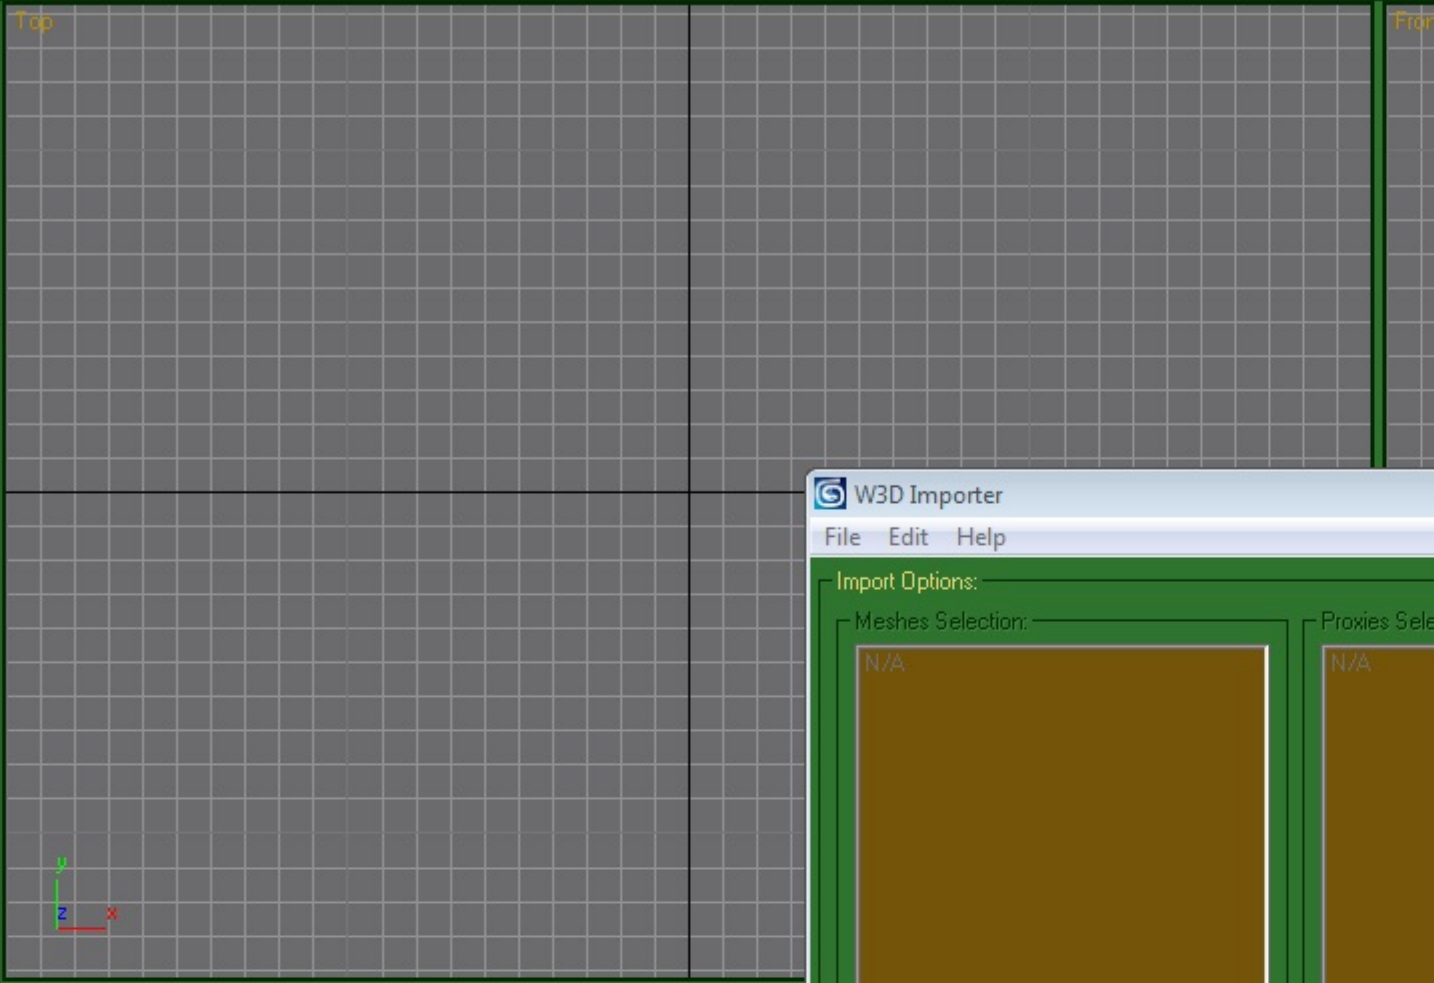 Top
W3D Importer
File Edit Help
Import Options:
Meshes Selection:
N/A
N/A
y
z x